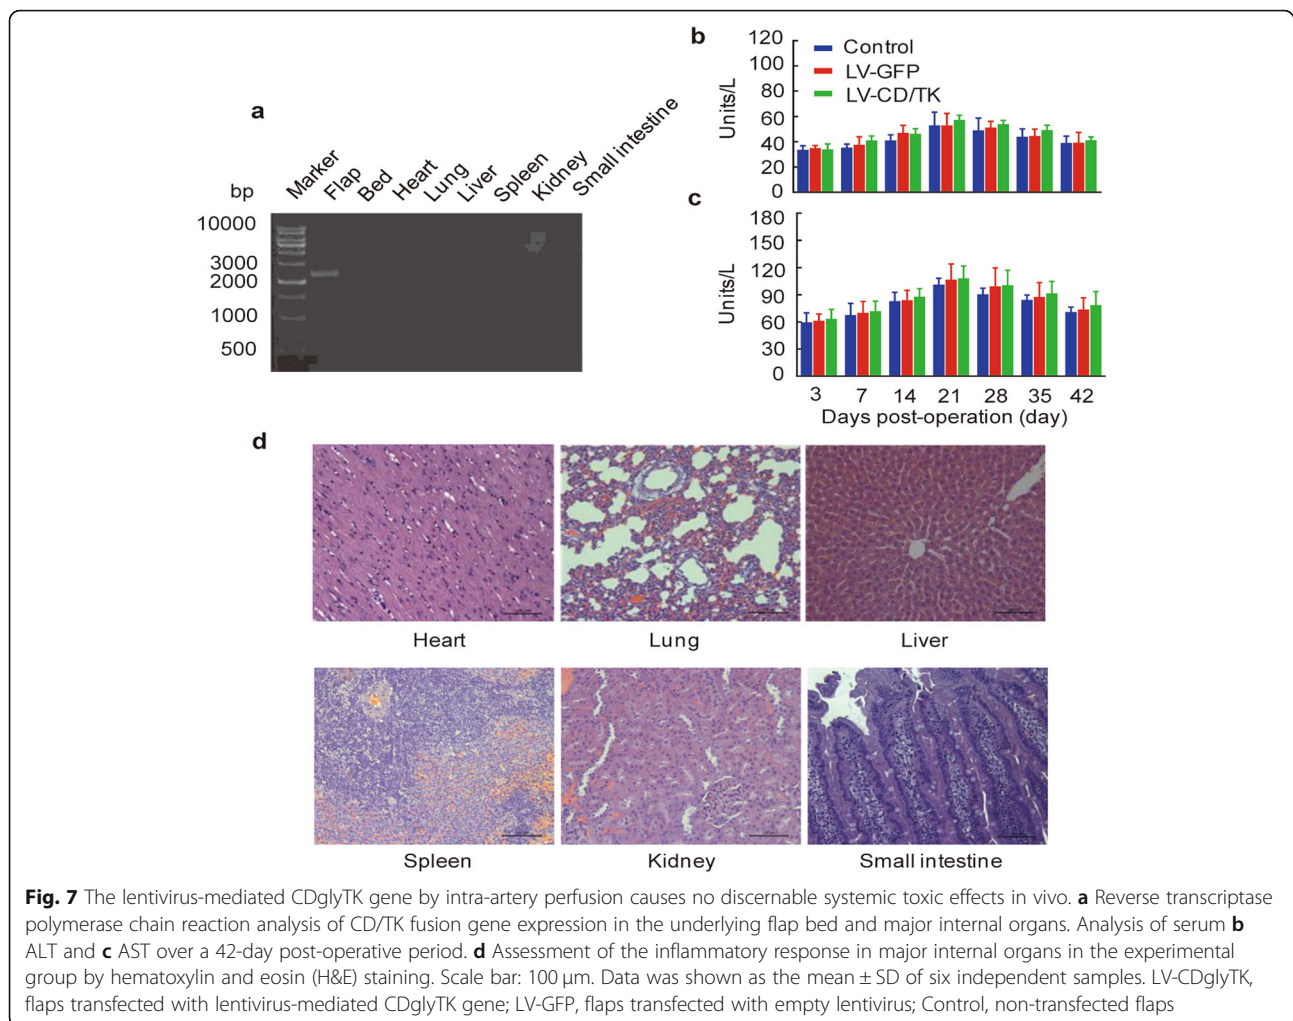 a
Marker
Flap
Bed
Heart
Lung
Liver
Spleen
Kidney
Small intestine
bp
10000
3000
2000
1000
500
b
Units/L
120
100
80
60
40
20
0
Control
LV-GFP
LV-CD/TK
c
Units/L
180
150
120
90
60
30
0
3 7 14 21 28 35 42
Days post-operation (day)
d
Heart Lung Liver
Spleen Kidney Small intestine
Fig. 7 The lentivirus-mediated CDglyTK gene by intra-artery perfusion causes no discernable systemic toxic effects in vivo. a Reverse transcriptase
polymerase chain reaction analysis of CD/TK fusion gene expression in the underlying flap bed and major internal organs. Analysis of serum b
ALT and c AST over a 42-day post-operative period. d Assessment of the inflammatory response in major internal organs in the experimental
group by hematoxylin and eosin (H&E) staining. Scale bar: 100 μm. Data was shown as the mean ± SD of six independent samples. LV-CDglyTK,
flaps transfected with lentivirus-mediated CDglyTK gene; LV-GFP, flaps transfected with empty lentivirus; Control, non-transfected flaps